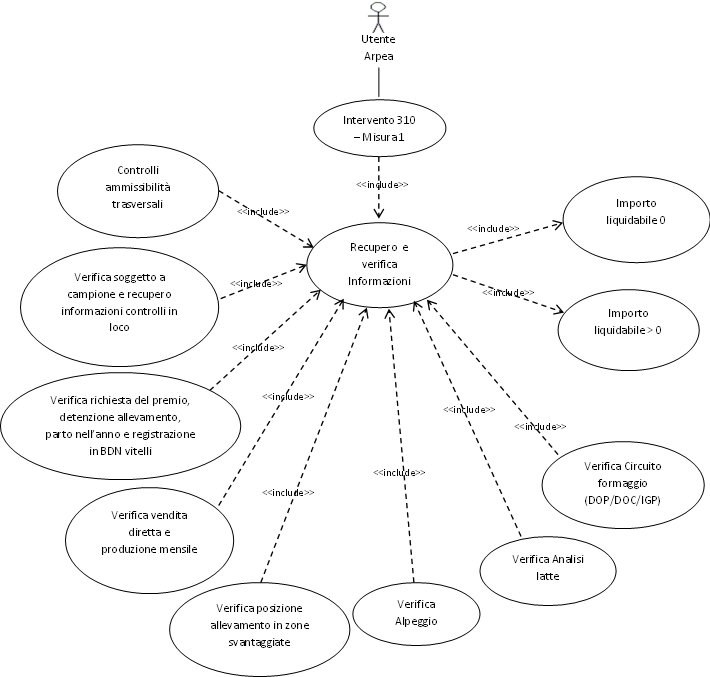 Utente
Arpea
Intervento 310
– Misura 1
<<include>>
Controlli
ammissibilità
trasversali
<<include>>
Recupero e
verifica
Informazioni
<<include>>
Importo
liquidabile 0
<<include>>
Importo
liquidabile > 0
Verifica soggetto a
campione e recupero
informazioni controlli in
loco
<<include>>
Verifica richiesta del premio,
detenzione allevamento,
parto nell'anno e registrazione
in BDN vitelli
<<include>>
Verifica vendita
diretta e
produzione mensile
<<include>>
Verifica posizione
allevamento in zone
svantaggiate
<<include>>
Verifica
Alpeggio
<<include>>
Verifica Analisi
latte
<<include>>
Verifica Circuito
formaggio
(DOP/DOC/IGP)
<<include>>